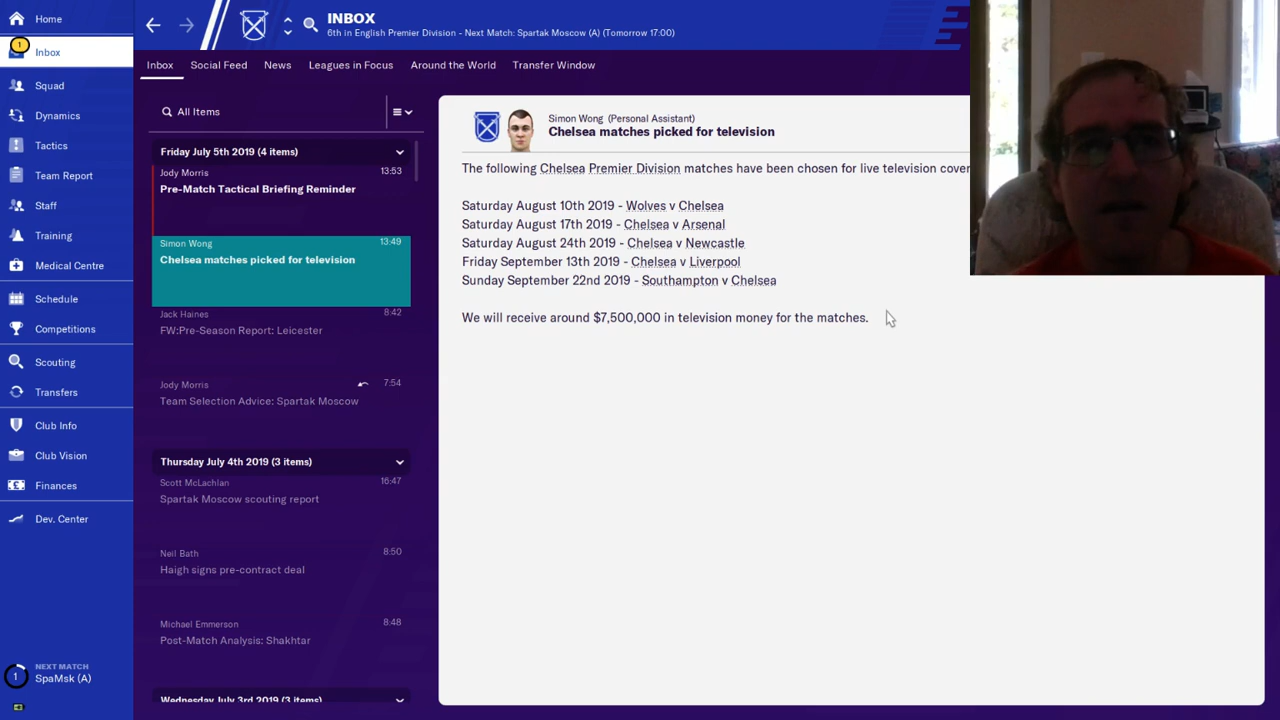 Home
INBOX
6th in English Premier Division - Next Match: Spartak Moscow (A) (Tomorrow 17:00)
1
Inbox
Squad
Dynamics
Tactics
Team Report
Staff
Training
Medical Centre
Schedule
Competitions
Scouting
Transfers
Club Info
Club Vision
Finances
Dev. Center
1
NEXT MATCH
SpaMsk (A)
Inbox Social Feed News Leagues in Focus Around the World Transfer Window
All Items
Friday July 5th 2019 (4 items)
Jody Morris 13:53
Pre-Match Tactical Briefing Reminder
Simon Wong 13:49
Chelsea matches picked for television
Jack Haines 8:42
FW:Pre-Season Report: Leicester
Jody Morris 7:54
Team Selection Advice: Spartak Moscow
Thursday July 4th 2019 (3 items)
Scott McLachlan 16:47
Spartak Moscow scouting report
Neil Bath 8:50
Haigh signs pre-contract deal
Michael Emmerson 8:48
Post-Match Analysis: Shakhtar
Wednesday July 3rd 2019 (3 items)
Simon Wong (Personal Assistant)
Chelsea matches picked for television
The following Chelsea Premier Division matches have been chosen for live television cover
Saturday August 10th 2019 - Wolves v Chelsea
Saturday August 17th 2019 - Chelsea v Arsenal
Saturday August 24th 2019 - Chelsea v Newcastle
Friday September 13th 2019 - Chelsea v Liverpool
Sunday September 22nd 2019 - Southampton v Chelsea
We will receive around $7,500,000 in television money for the matches.